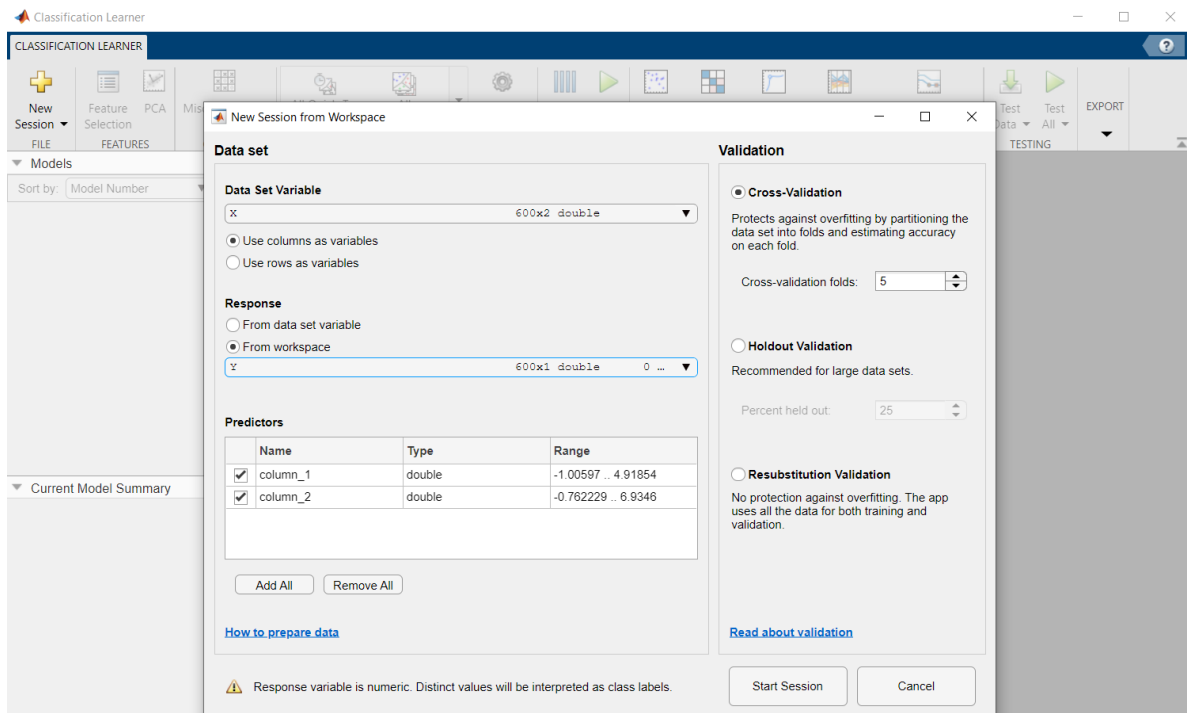 Classification Learner
CLASSIFICATION LEARNER
New
Session
Feature
Selection
PCA
Test
Data
Test
All
EXPORT
FILE
FEATURES
TESTING
Models
Sort by: Model Number
Current Model Summary
New Session from Workspace
Data set
Data Set Variable
X 600x2 double
Use columns as variables
Use rows as variables
Response
From data set variable
From workspace
Y 600x1 double 0 ...
Predictors
Name Type Range
column_1 double -1.00597 .. 4.91854
column_2 double -0.762229 .. 6.9346
Add All Remove All
How to prepare data
Validation
Cross-Validation
Protects against overfitting by partitioning the
data set into folds and estimating accuracy
on each fold.
Cross-validation folds: 5
Holdout Validation
Recommended for large data sets.
Percent held out: 25
Resubstitution Validation
No protection against overfitting. The app
uses all the data for both training and
validation.
Read about validation
Response variable is numeric. Distinct values will be interpreted as class labels.
Start Session Cancel